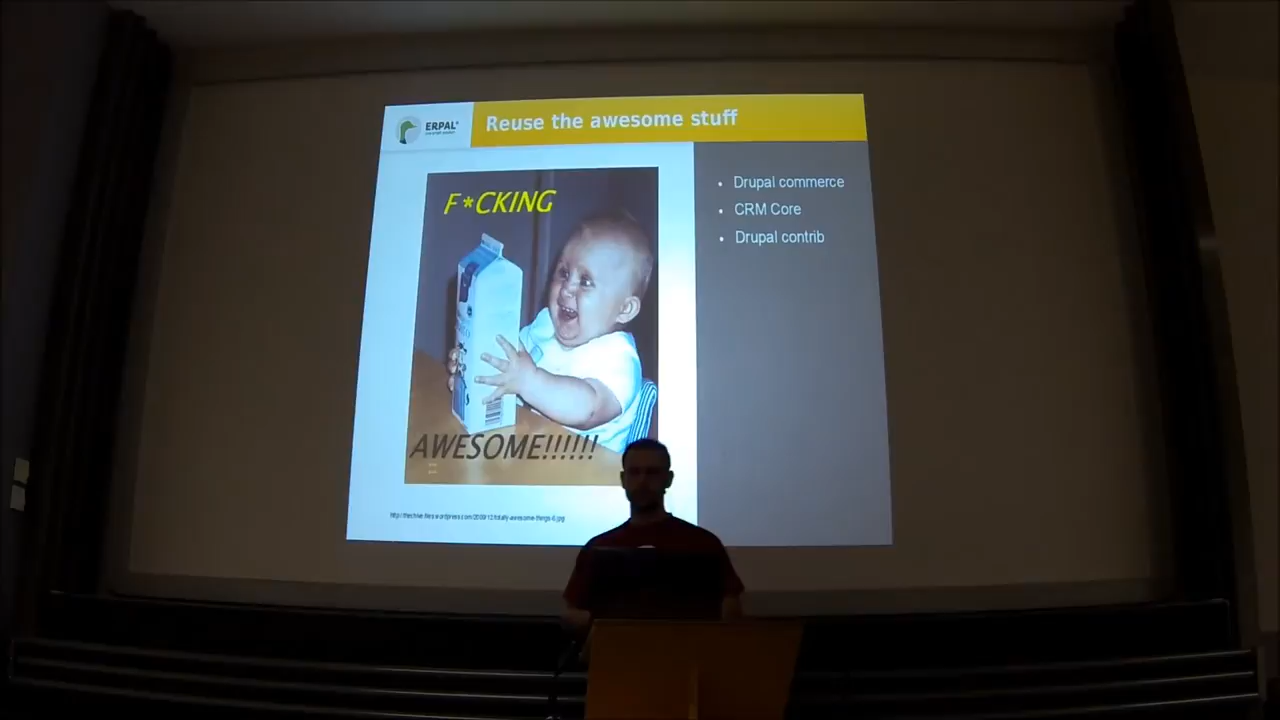 ERPAL®
Reuse the awesome stuff
F*CKING
AWESOME!!!!!!
• Drupal commerce
• CRM Core
• Drupal contrib